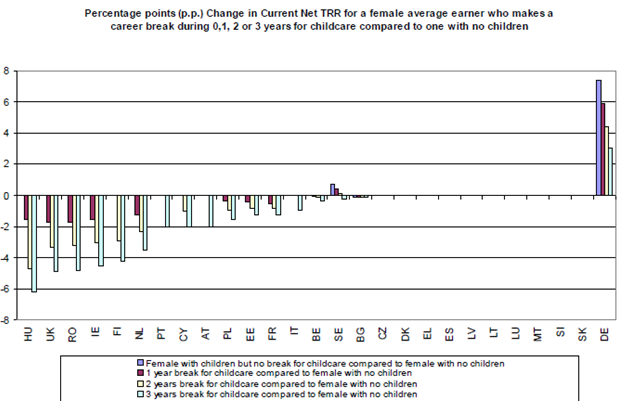 Percentage points (p.p.) Change in Current Net TRR for a female average earner who makes a
career break during 0,1, 2 or 3 years for childcare compared to one with no children
8
6
4
2
0
-2
-4
-6
-8
HU UK RO IE FI NL PT CY AT PL EE FR IT BE SE BG CZ DK EL ES LV LT LU MT SI SK DE
Female with children but no break for childcare compared to female with no children
1 year break for childcare compared to female with no children
2 years break for childcare compared to female with no children
3 years break for childcare compared to female with no children